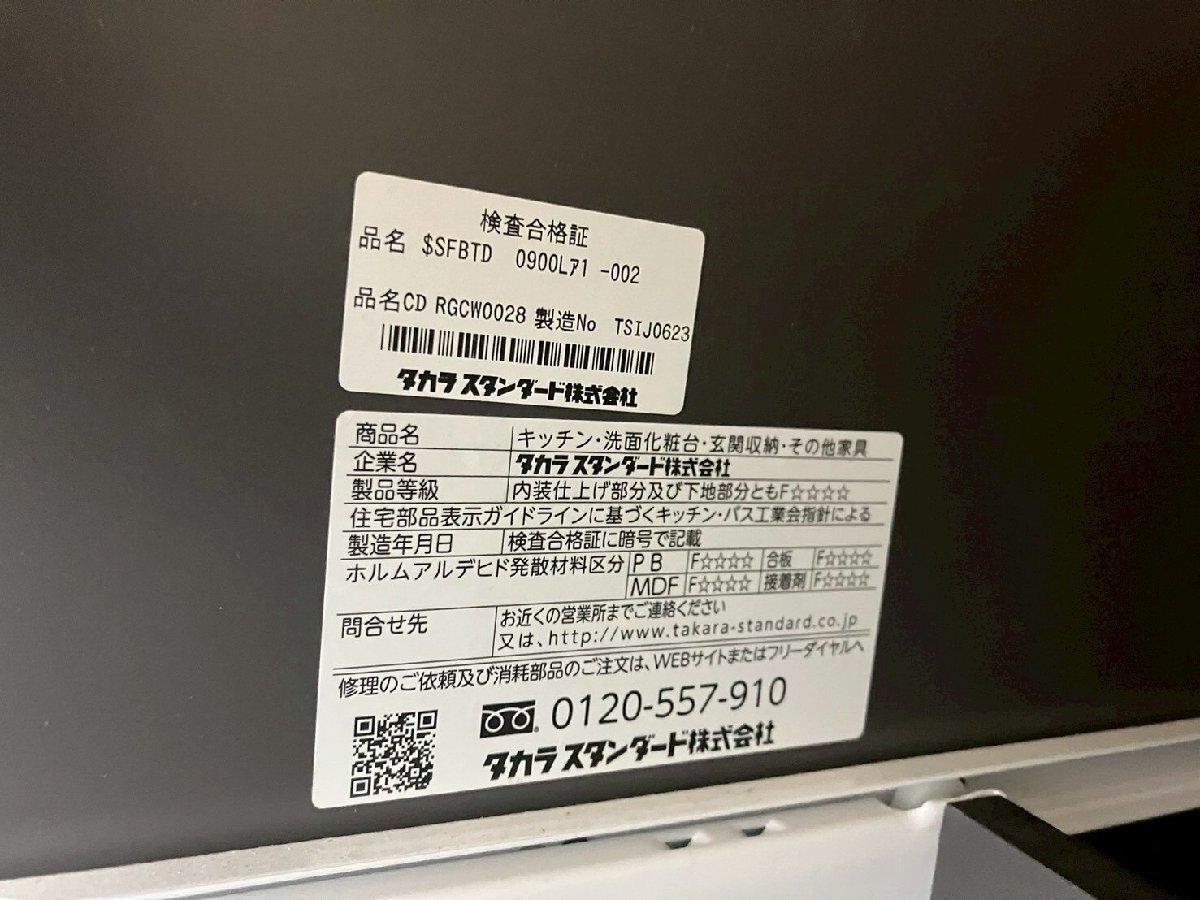 検査合格証
品名 $SFBTD 0900Lｱ1 -002
品名CD RGCW0028 製造No TSIJ0623
タカラスタンダード株式会社
商品名 キッチン・洗面化粧台・玄関収納・その他家具
企業名 タカラスタンダード株式会社
製品等級 内装仕上げ部分及び下地部分ともF☆☆☆☆
住宅部品表示ガイドラインに基づくキッチン・バス工業会指針による
製造年月日 検査合格証に暗号で記載
ホルムアルデヒド発散材料区分 PB F☆☆☆☆ 合板 F☆☆☆☆
MDF F☆☆☆☆ 接着剤 F☆☆☆☆
問合せ先 お近くの営業所までご連絡ください
又は、http://www.takara-standard.co.jp
修理のご依頼及び消耗部品のご注文は、WEBサイトまたはフリーダイヤルへ
0120-557-910
タカラスタンダード株式会社